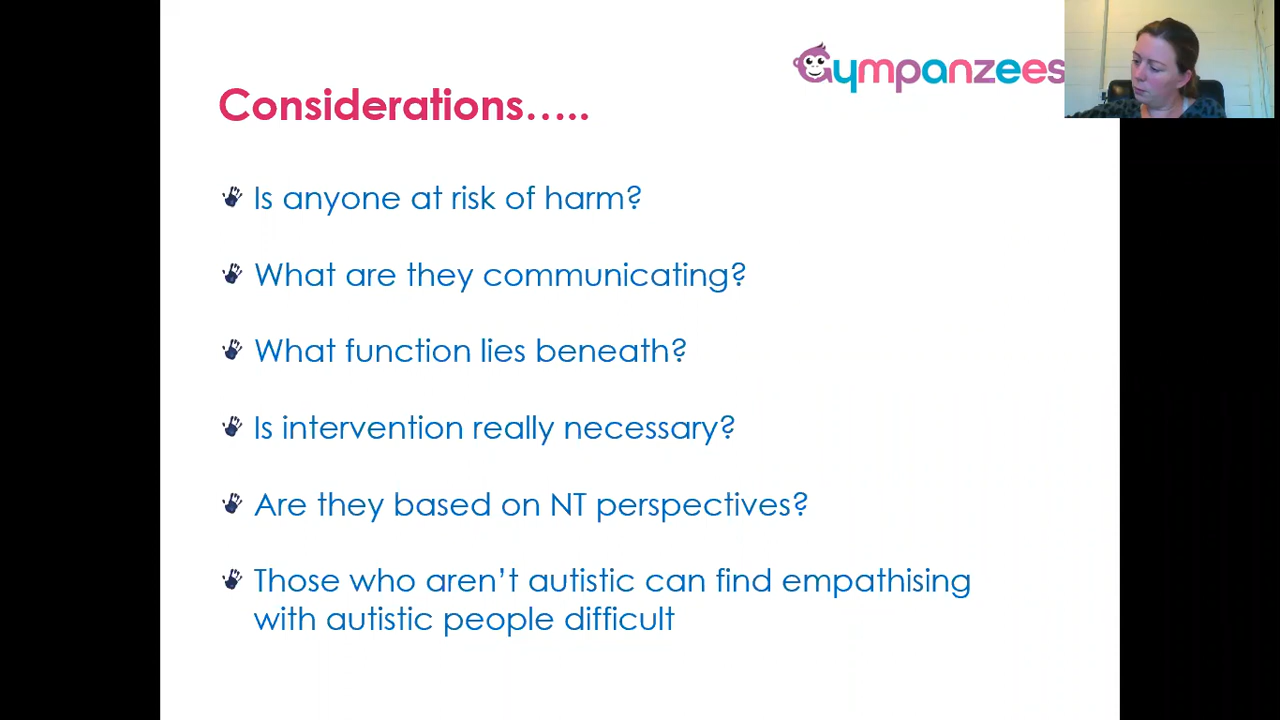 Gympanzees
Considerations…..
Is anyone at risk of harm?
What are they communicating?
What function lies beneath?
Is intervention really necessary?
Are they based on NT perspectives?
Those who aren’t autistic can find empathising
with autistic people difficult